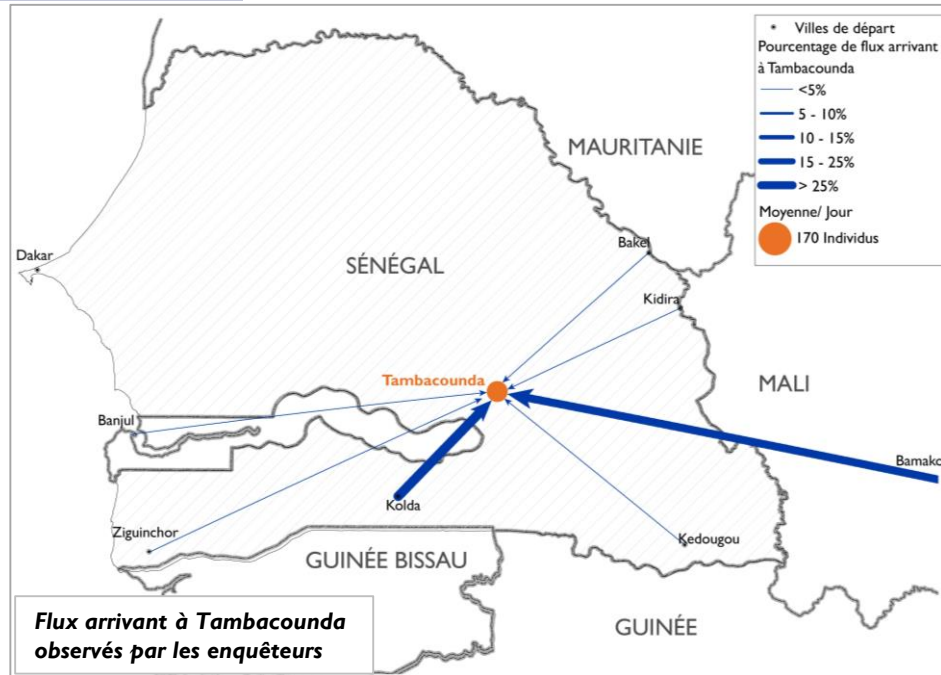 Villes de départ
Pourcentage de flux arrivant
à Tambacounda
<5%
5 - 10%
10 - 15%
15 - 25%
> 25%
Moyenne/ Jour
170 Individus
MAURITANIE
Dakar
SÉNÉGAL
Bakel
Kidira
Tambacounda
MALI
Banjul
Bamako
Kolda
Ziguinchor
Kedougou
GUINÉE BISSAU
GUINÉE
Flux arrivant à Tambacounda
observés par les enquêteurs